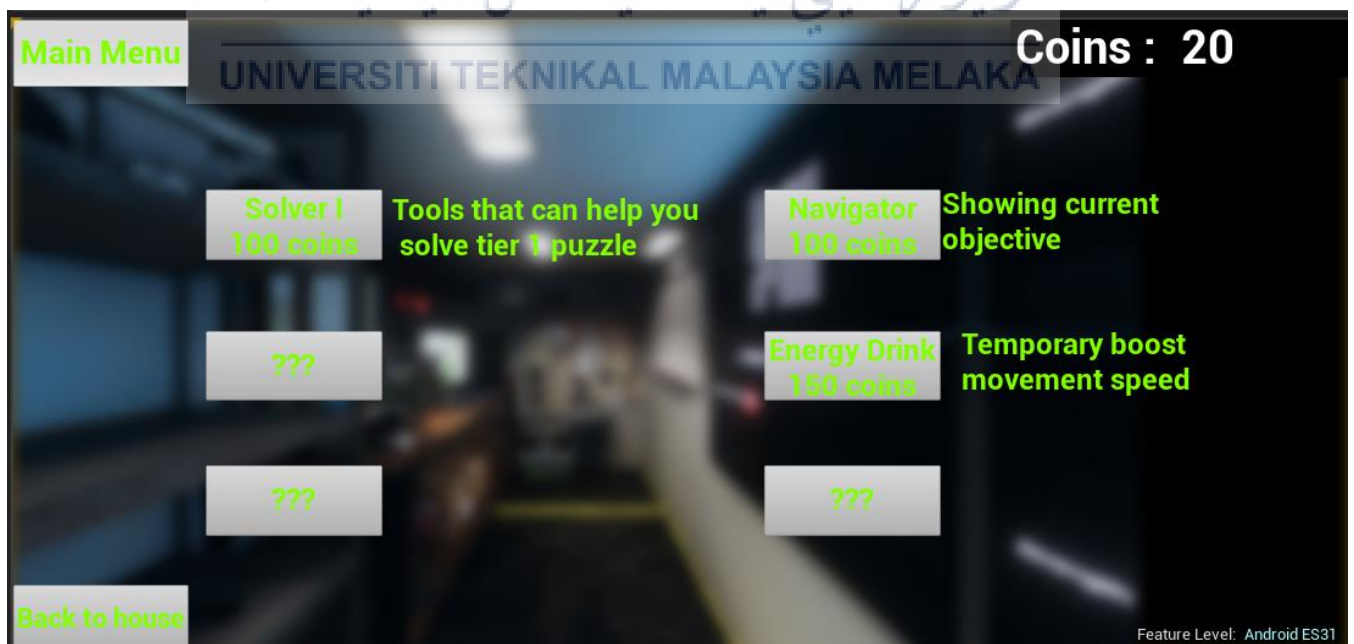 Main Menu
Coins : 20
UNIVERSITI TEKNIKAL MALAYSIA MELAKA
Solver I
100 coins
Tools that can help you
solve tier 1 puzzle
Navigator
100 coins
Showing current
objective
???
Energy Drink
150 coins
Temporary boost
movement speed
???
???
Back to house
Feature Level: Android ES31